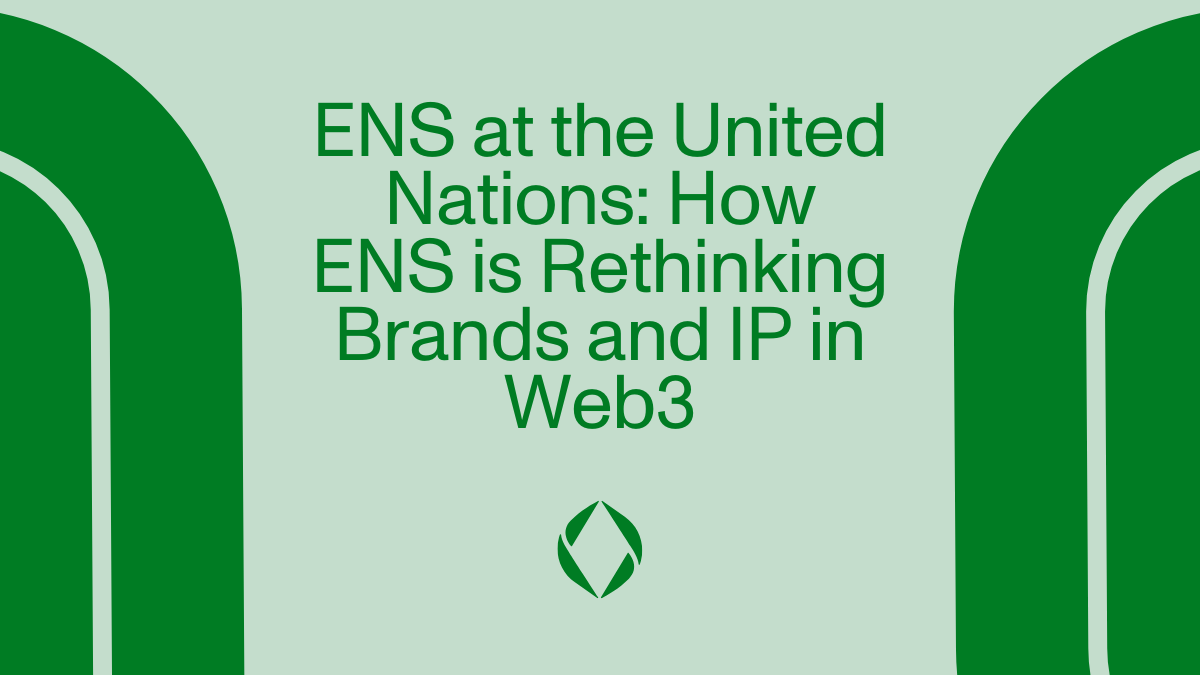 ENS at the United
Nations: How
ENS is Rethinking
Brands and IP in
Web3